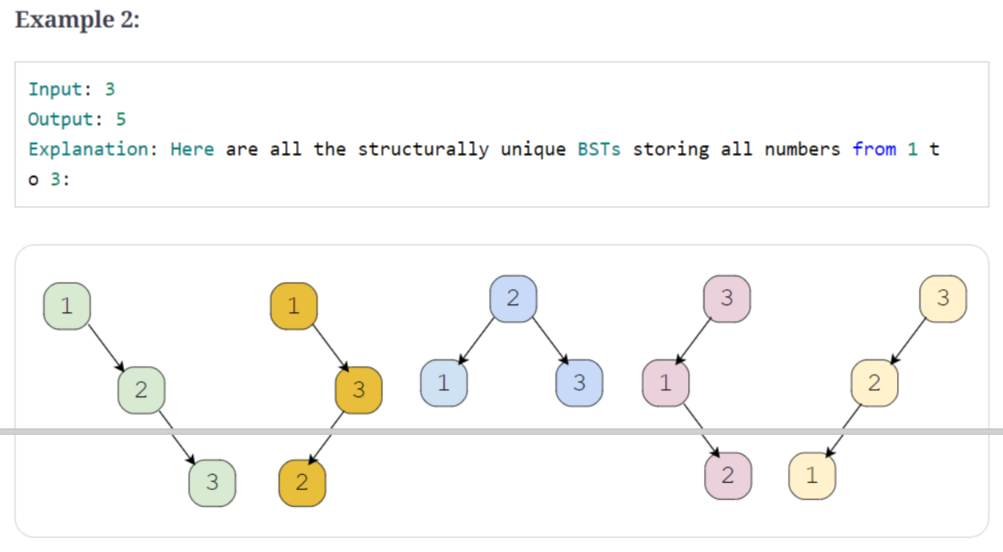 Example 2:
Input: 3
Output: 5
Explanation: Here are all the structurally unique BSTs storing all numbers from 1 t
o 3:
1 1 2 3 3
2 3 1 3 1 2
3 2 2 1